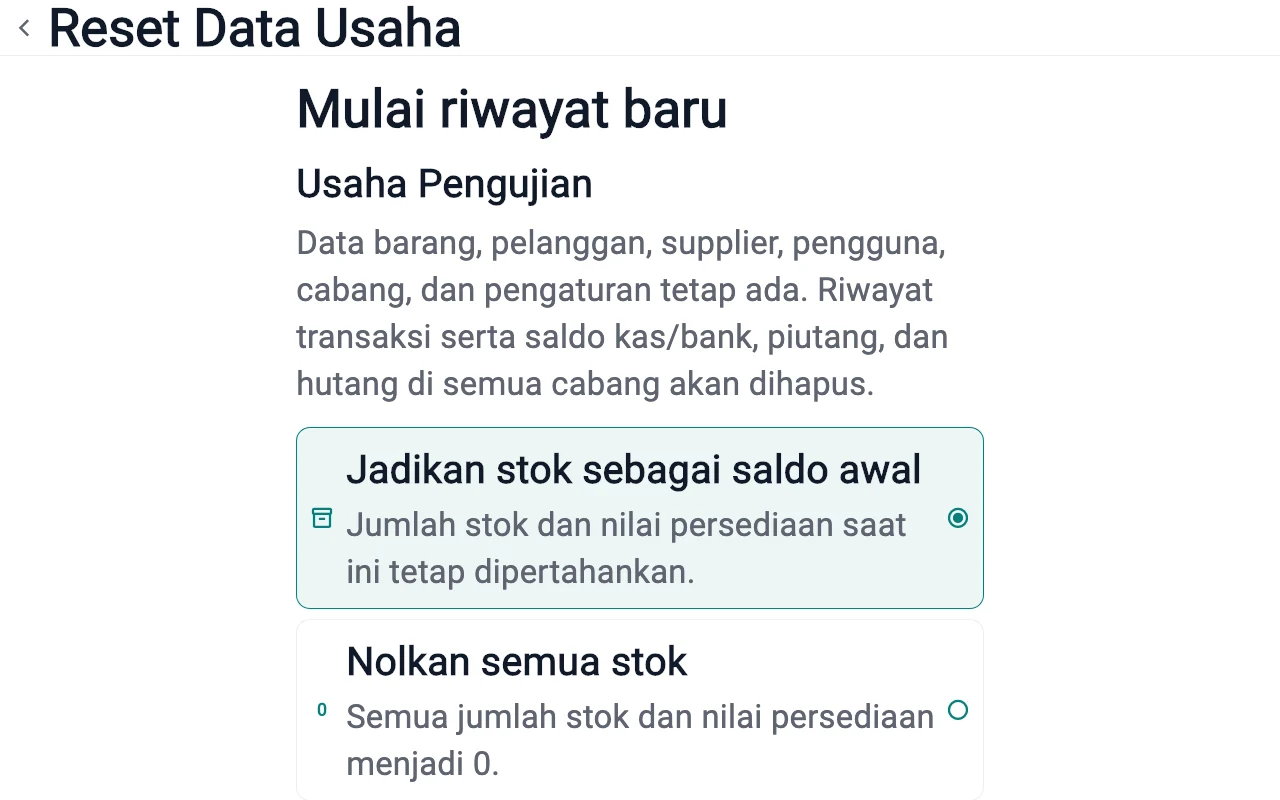 Reset Data Usaha
Mulai riwayat baru
Usaha Pengujian
Data barang, pelanggan, supplier, pengguna,
cabang, dan pengaturan tetap ada. Riwayat
transaksi serta saldo kas/bank, piutang, dan
hutang di semua cabang akan dihapus.
Jadikan stok sebagai saldo awal
Jumlah stok dan nilai persediaan saat
ini tetap dipertahankan.
Nolkan semua stok
0
Semua jumlah stok dan nilai persediaan
menjadi 0.